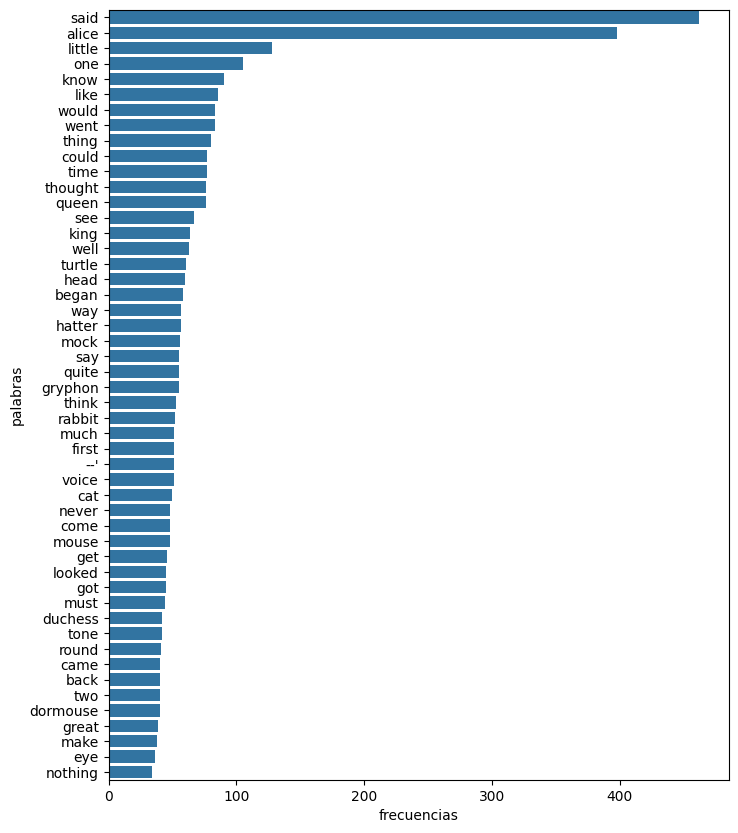 said
alice
little
one
know
like
would
went
thing
could
time
thought
queen
see
king
well
turtle
head
began
way
hatter
mock
say
quite
gryphon
think
rabbit
much
first
--'
voice
cat
never
come
mouse
get
looked
got
must
duchess
tone
round
came
back
two
dormouse
great
make
eye
nothing
palabras
0 100 200 300 400
frecuencias